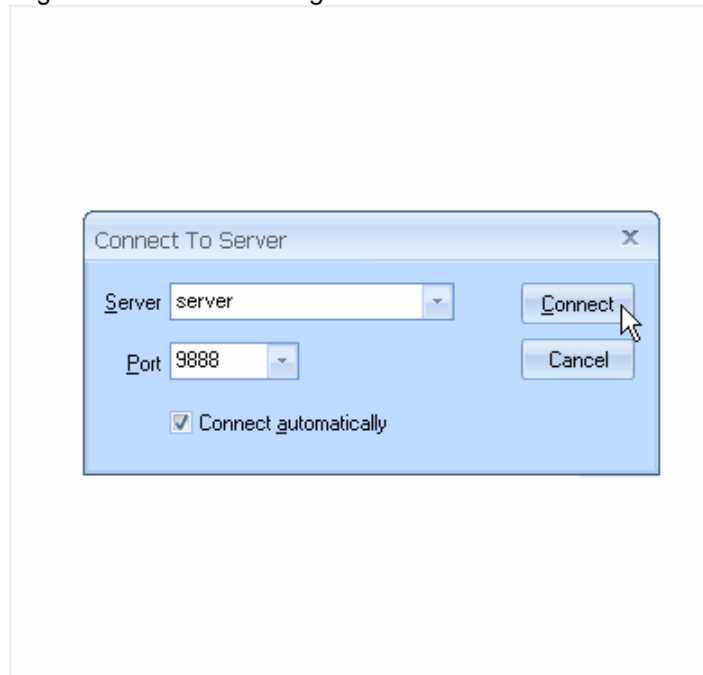 Connect To Server
Server server
Connect
Port 9888
Cancel
Connect automatically